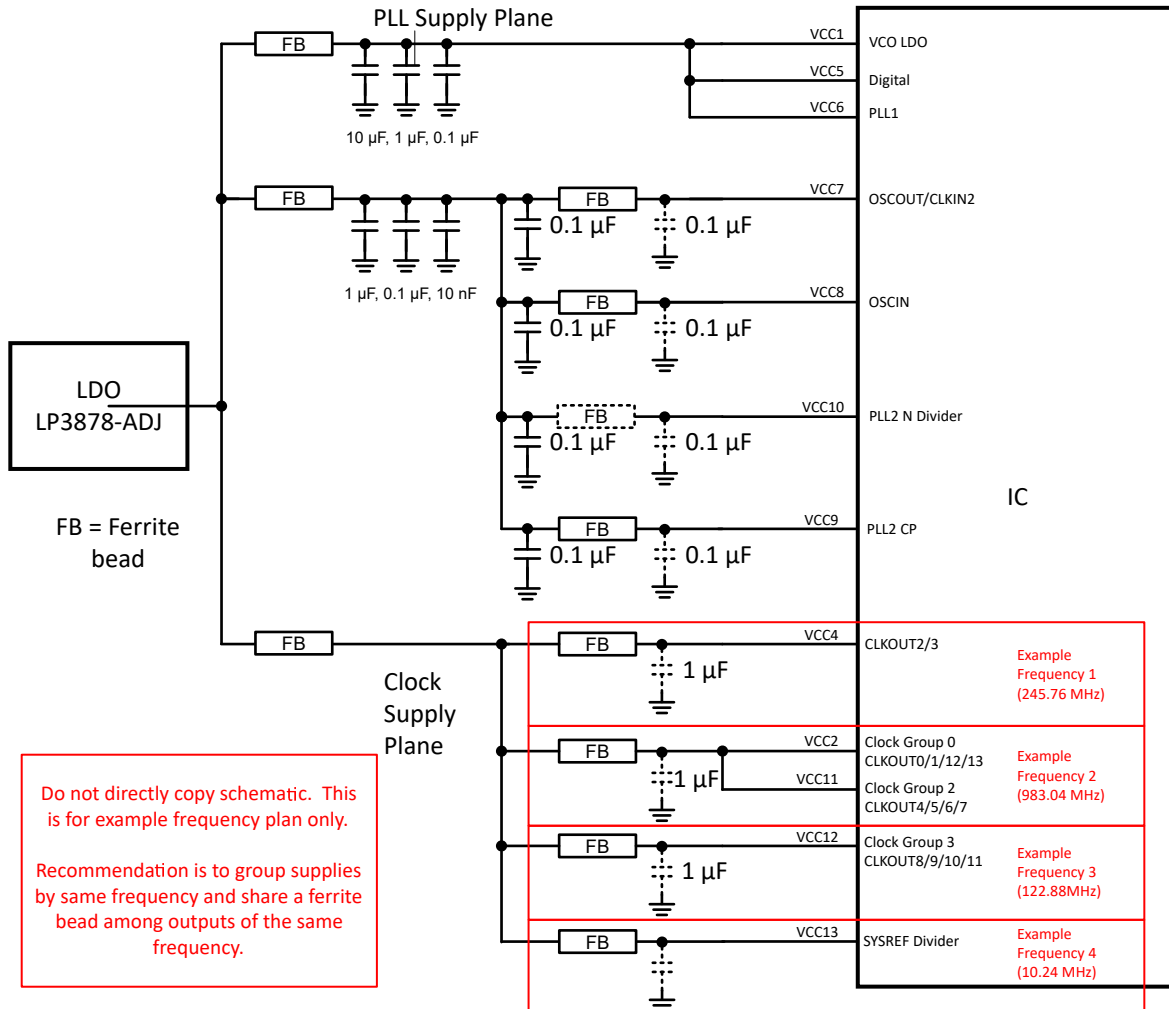 PLL Supply Plane
FB
VCC1
VCO LDO
VCC5
Digital
VCC6
PLL1
10 µF, 1 µF, 0.1 µF
FB
FB
VCC7
OSCOUT/CLKIN2
0.1 µF
0.1 µF
1 µF, 0.1 µF, 10 nF
FB
VCC8
OSCIN
0.1 µF
0.1 µF
LDO
LP3878-ADJ
FB
VCC10
PLL2 N Divider
0.1 µF
0.1 µF
IC
FB = Ferrite
bead
FB
VCC9
PLL2 CP
0.1 µF
0.1 µF
FB
FB
VCC4
CLKOUT2/3
1 µF
Example
Frequency 1
(245.76 MHz)
Clock
Supply
Plane
FB
VCC2
Clock Group 0
CLKOUT0/1/12/13
1 µF
VCC11
Clock Group 2
CLKOUT4/5/6/7
Example
Frequency 2
(983.04 MHz)
FB
VCC12
Clock Group 3
CLKOUT8/9/10/11
1 µF
Example
Frequency 3
(122.88MHz)
FB
VCC13
SYSREF Divider
Example
Frequency 4
(10.24 MHz)
Do not directly copy schematic. This
is for example frequency plan only.
Recommendation is to group supplies
by same frequency and share a ferrite
bead among outputs of the same
frequency.